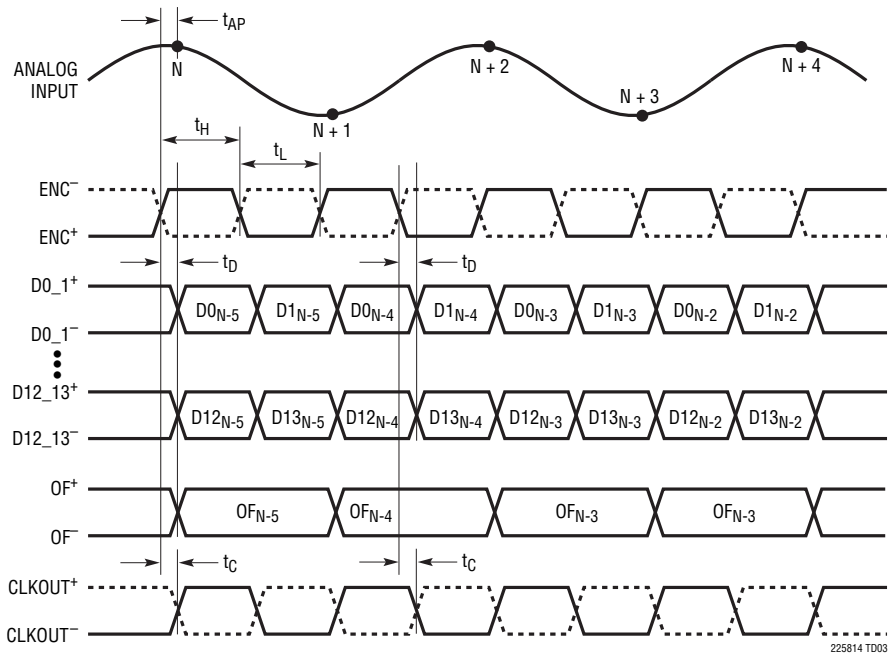 tAP
ANALOG
INPUT
N
N + 1
N + 2
N + 3
N + 4
tH
tL
ENC–
ENC+
tD
tD
D0_1+
D0_1–
D0N-5
D1N-5
D0N-4
D1N-4
D0N-3
D1N-3
D0N-2
D1N-2
D12_13+
D12_13–
D12N-5
D13N-5
D12N-4
D13N-4
D12N-3
D13N-3
D12N-2
D13N-2
OF+
OF–
OFN-5
OFN-4
OFN-3
OFN-3
tC
tC
CLKOUT+
CLKOUT–
225814 TD03